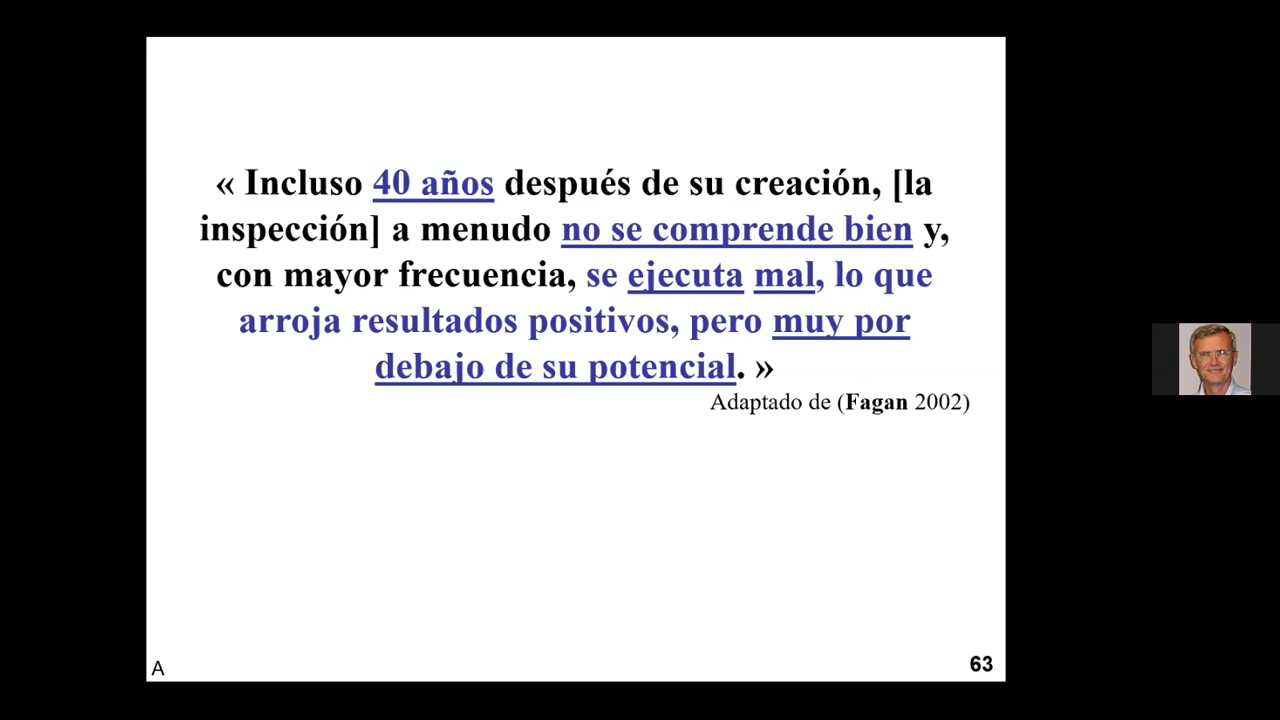 « Incluso 40 años después de su creación, [la
inspección] a menudo no se comprende bien y,
con mayor frecuencia, se ejecuta mal, lo que
arroja resultados positivos, pero muy por
debajo de su potencial. »
Adaptado de (Fagan 2002)
A
63